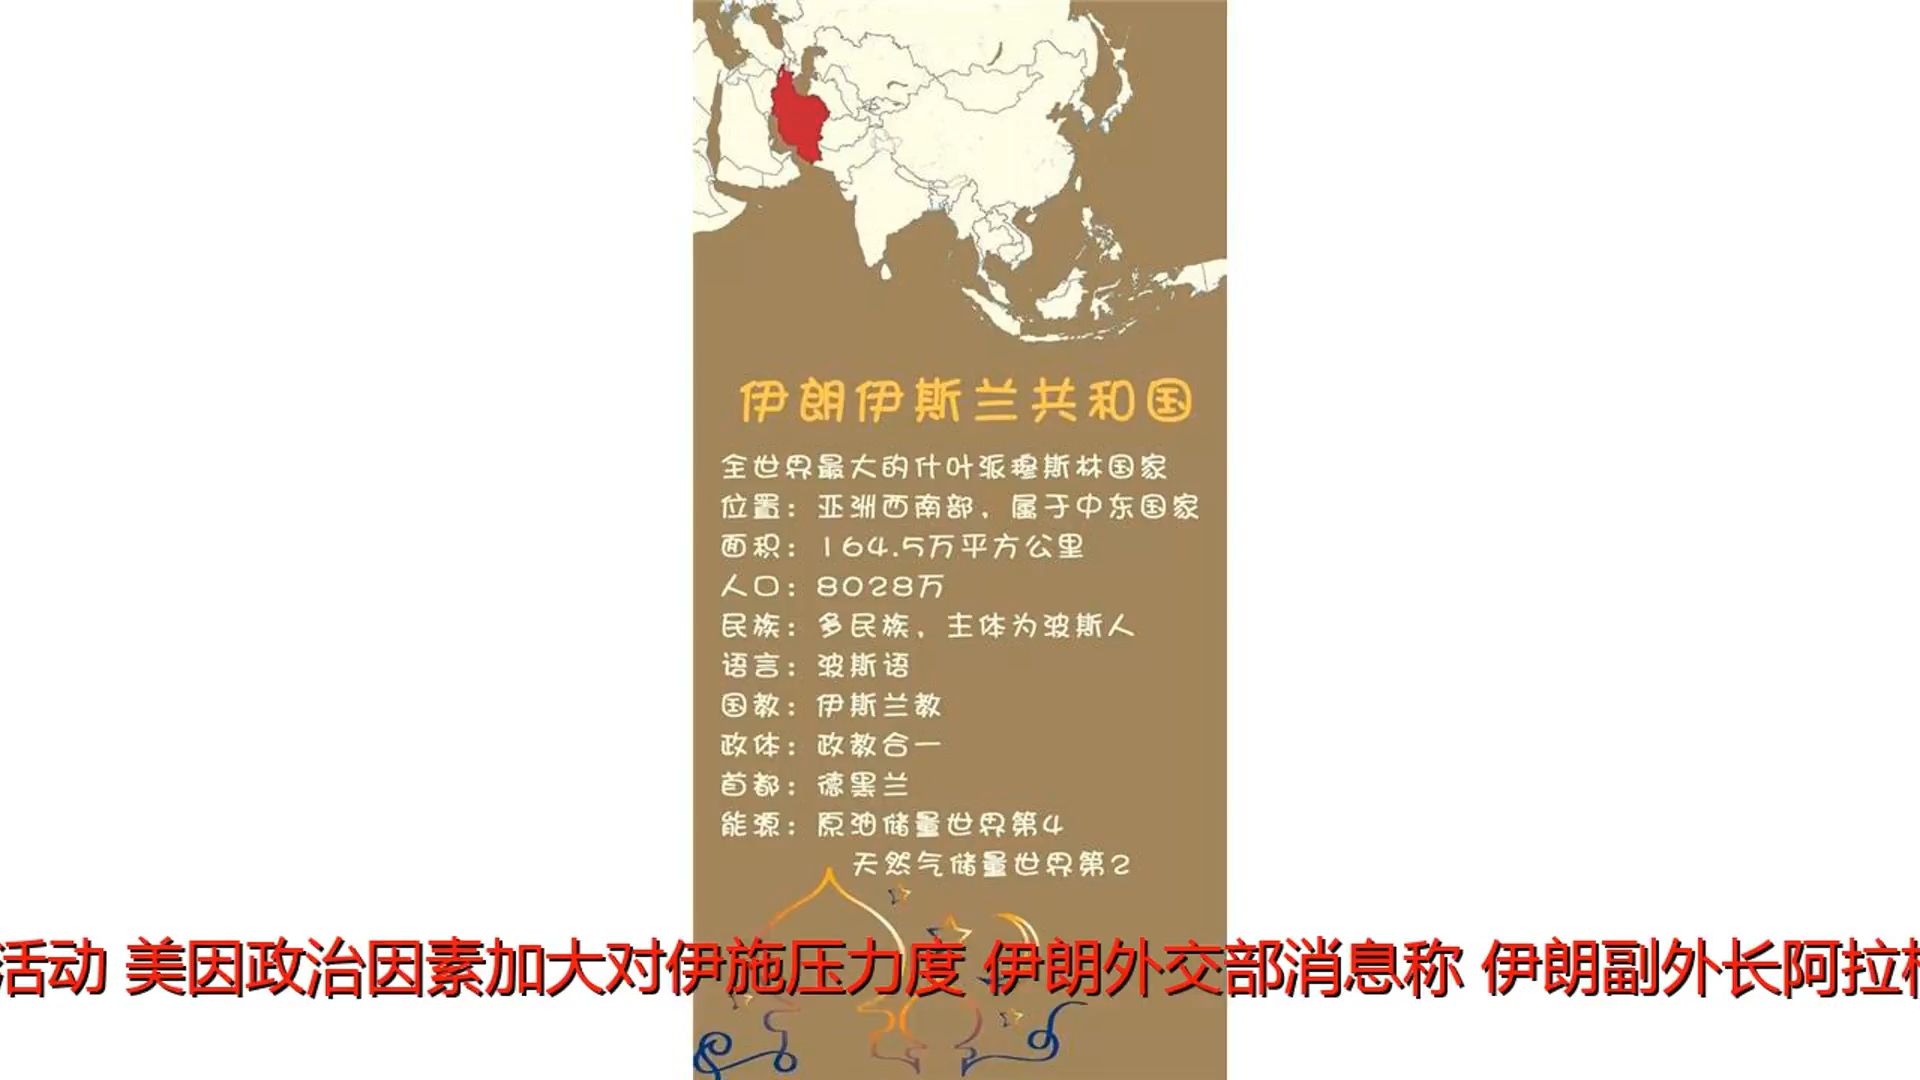 伊朗伊斯兰共和国
全世界最大的什叶派穆斯林国家
位置：亚洲西南部，属于中东国家
面积：164.5万平方公里
人口：8028万
民族：多民族，主体为波斯人
语言：波斯语
国教：伊斯兰教
政体：政教合一
首都：德黑兰
能源：原油储量世界第4
天然气储量世界第2
活动 美因政治因素加大对伊施压力度 伊朗外交部消息称 伊朗副外长阿拉